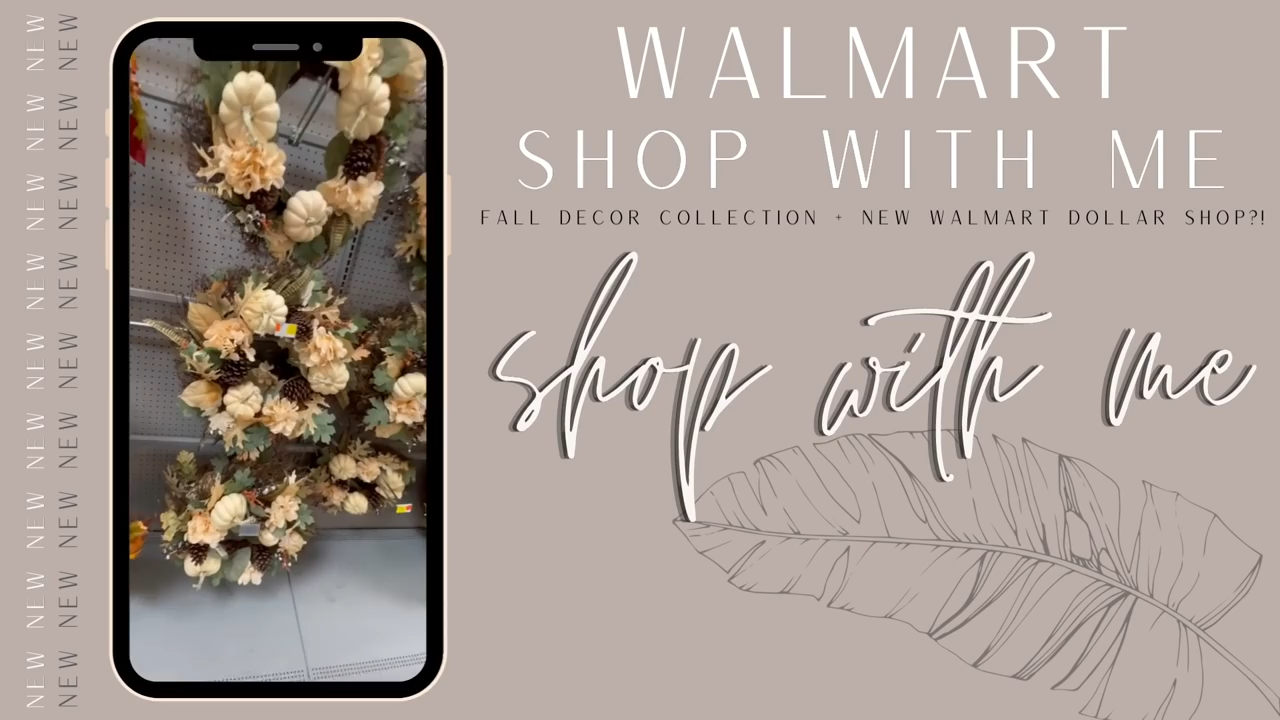 NEW NEW NEW NEW NEW NEW NEW NEW NEW
NEW NEW NEW NEW NEW NEW NEW NEW NEW
WALMART
SHOP WITH ME
FALL DECOR COLLECTION + NEW WALMART DOLLAR SHOP?!
shop with me